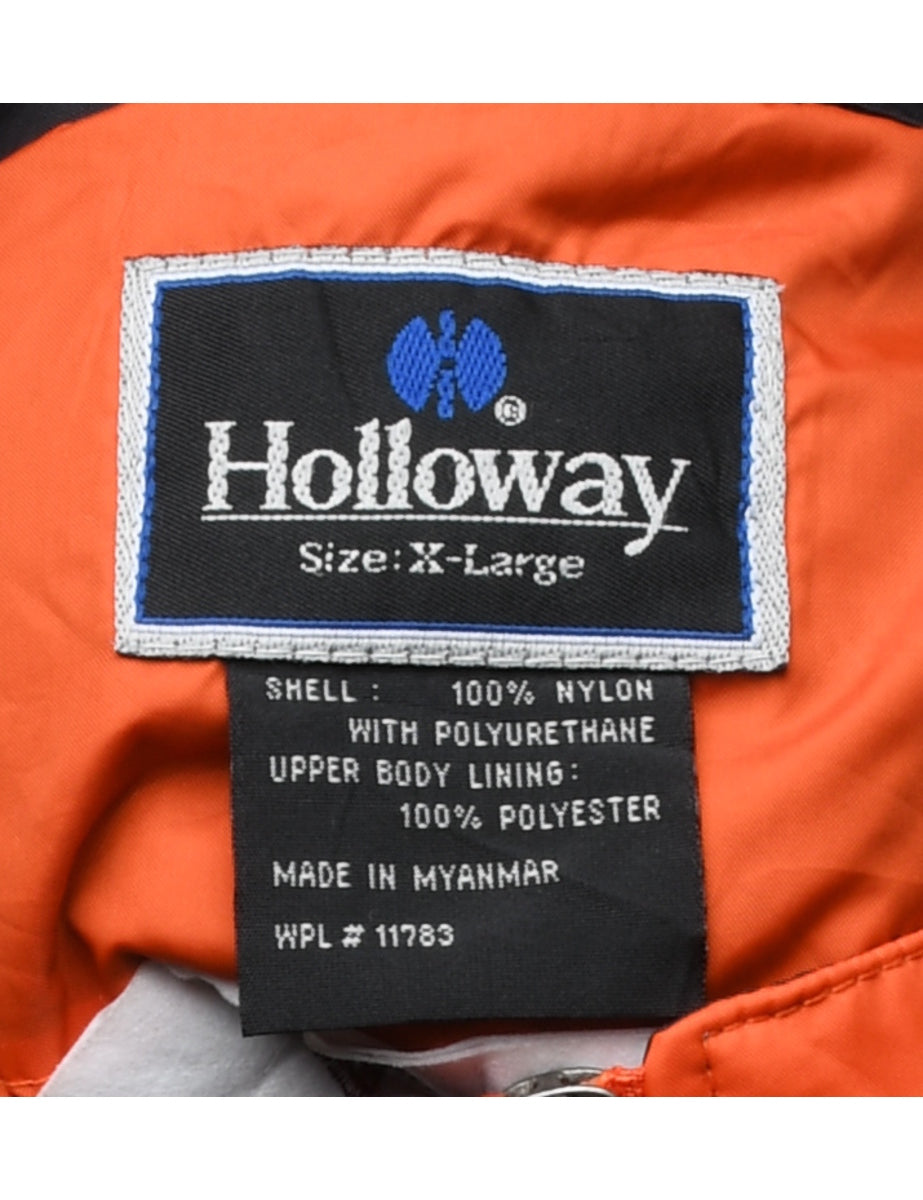 ®
Holloway
Size: X-Large
SHELL : 100% NYLON
WITH POLYURETHANE
UPPER BODY LINING:
100% POLYESTER
MADE IN MYANMAR
WPL # 11783